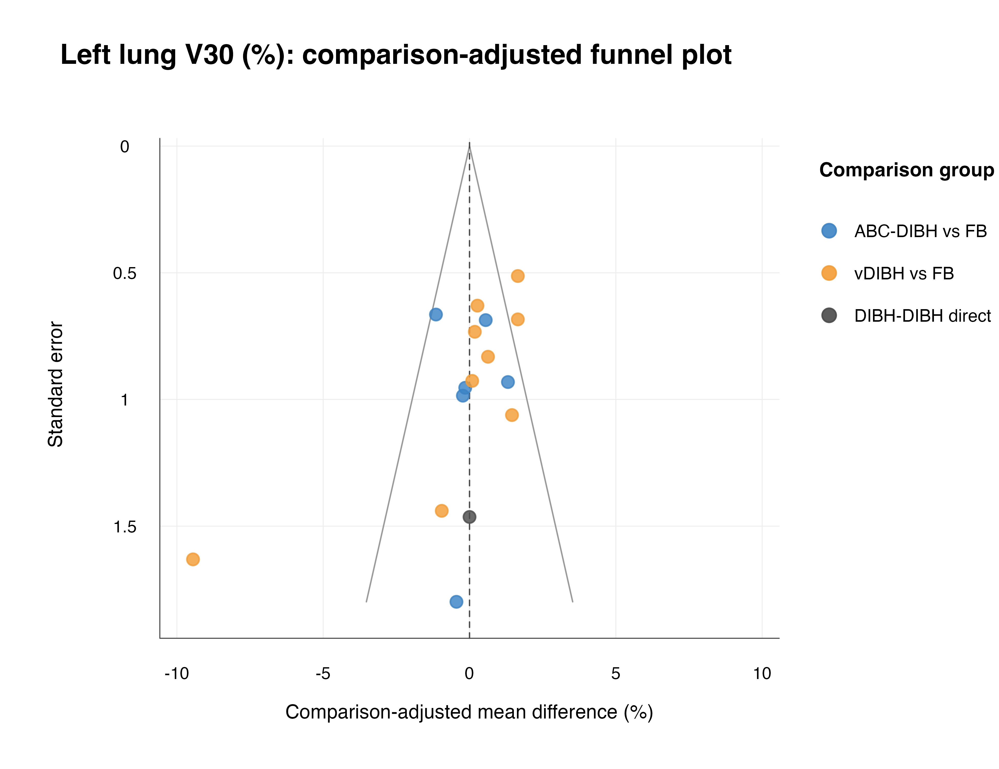 Left lung V30 (%): comparison-adjusted funnel plot
Comparison group
ABC-DIBH vs FB
vDIBH vs FB
DIBH-DIBH direct
Standard error
0
0.5
1
1.5
-10
-5
0
5
10
Comparison-adjusted mean difference (%)